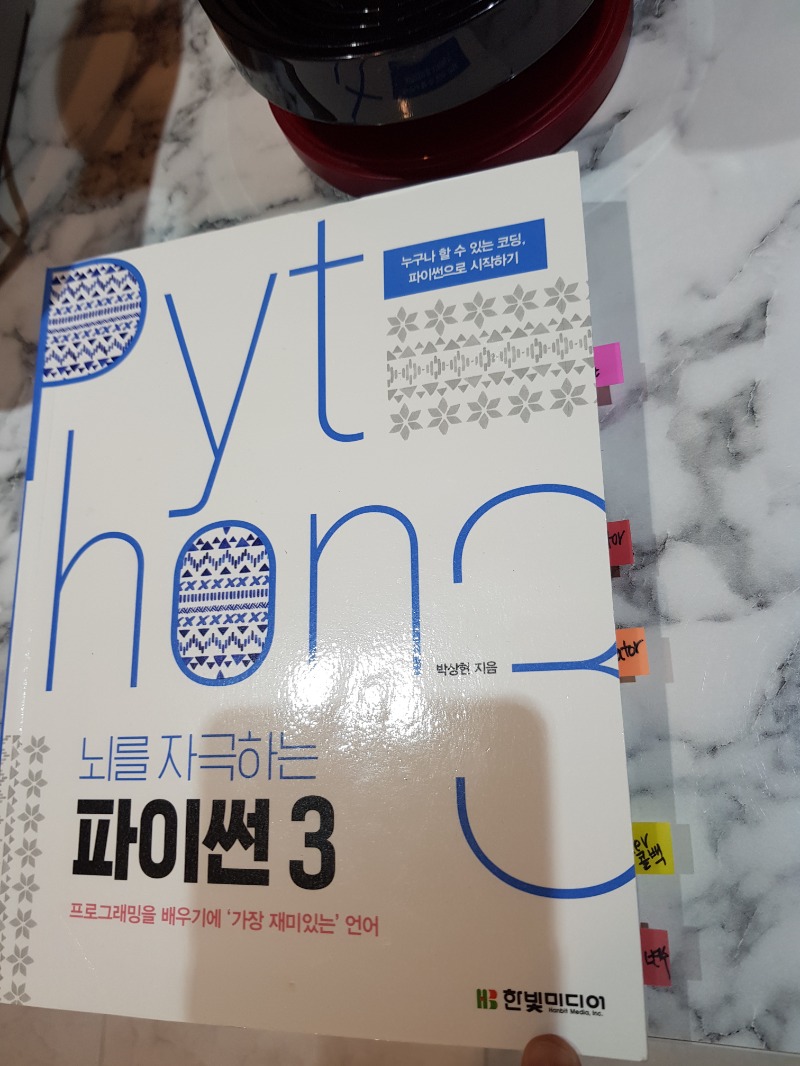 Pyt
hon3
누구나 할 수 있는 코딩,
파이썬으로 시작하기
박상현 지음
뇌를 자극하는
파이썬 3
프로그래밍을 배우기에 '가장 재미있는' 언어
HB 한빛미디어
Hanbit Media, Inc.
tor
ator